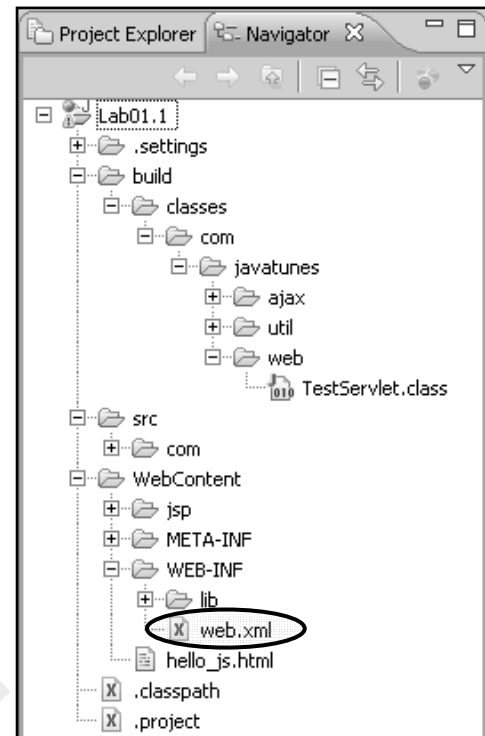 Project Explorer Navigator
Lab01.1
.settings
build
classes
com
javatunes
ajax
util
web
TestServlet.class
src
com
WebContent
jsp
META-INF
WEB-INF
lib
web.xml
hello_js.html
.classpath
.project